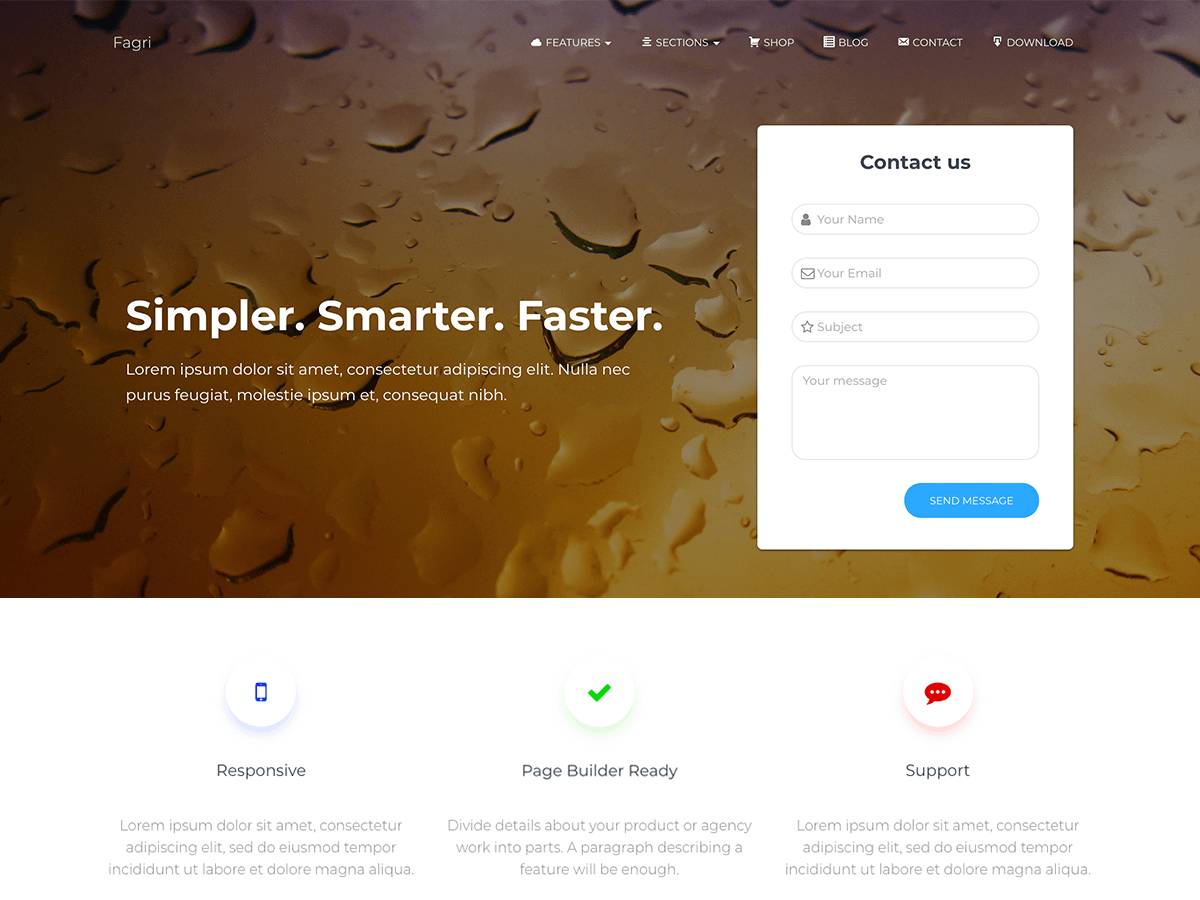 Fagri
FEATURES
SECTIONS
SHOP
BLOG
CONTACT
DOWNLOAD
Simpler. Smarter. Faster.
Lorem ipsum dolor sit amet, consectetur adipiscing elit. Nulla nec
purus feugiat, molestie ipsum et, consequat nibh.
Contact us
Your Name
Your Email
Subject
Your message
SEND MESSAGE
Responsive
Lorem ipsum dolor sit amet, consectetur
adipiscing elit, sed do eiusmod tempor
incididunt ut labore et dolore magna aliqua.
Page Builder Ready
Divide details about your product or agency
work into parts. A paragraph describing a
feature will be enough.
Support
Lorem ipsum dolor sit amet, consectetur
adipiscing elit, sed do eiusmod tempor
incididunt ut labore et dolore magna aliqua.